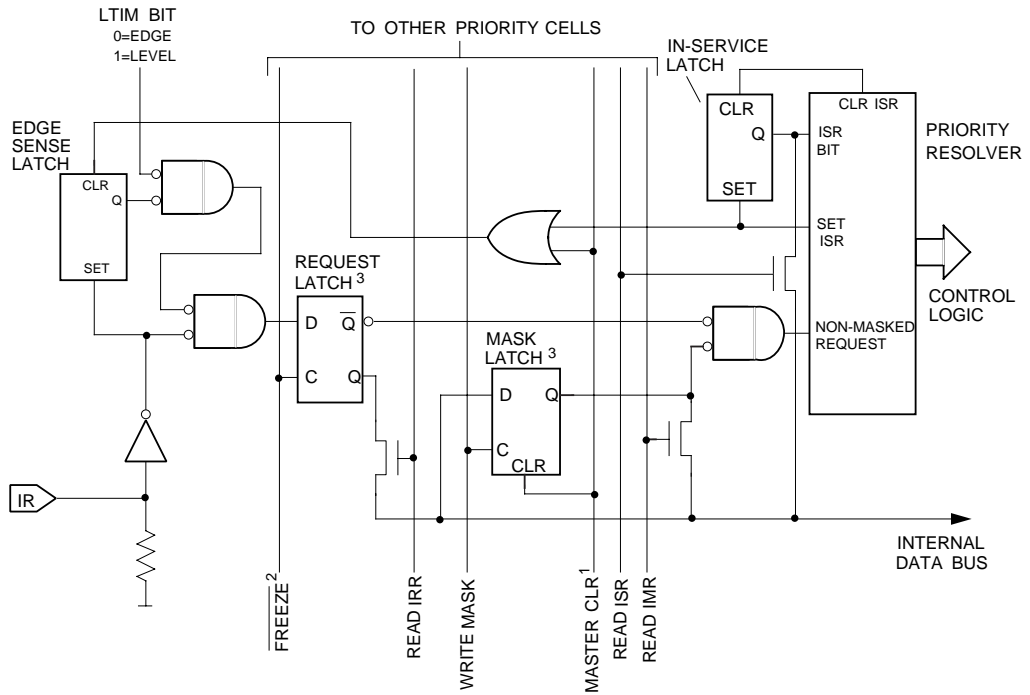 LTIM BIT
0=EDGE
1=LEVEL
TO OTHER PRIORITY CELLS
IN-SERVICE
LATCH
CLR
Q
SET
CLR ISR
ISR
BIT
SET
ISR
NON-MASKED
REQUEST
PRIORITY
RESOLVER
CONTROL
LOGIC
EDGE
SENSE
LATCH
CLR
Q
SET
REQUEST
LATCH 3
D
Q
C
Q
MASK
LATCH 3
D
Q
C
CLR
IR
INTERNAL
DATA BUS
FREEZE 2
READ IRR
WRITE MASK
MASTER CLR 1
READ ISR
READ IMR